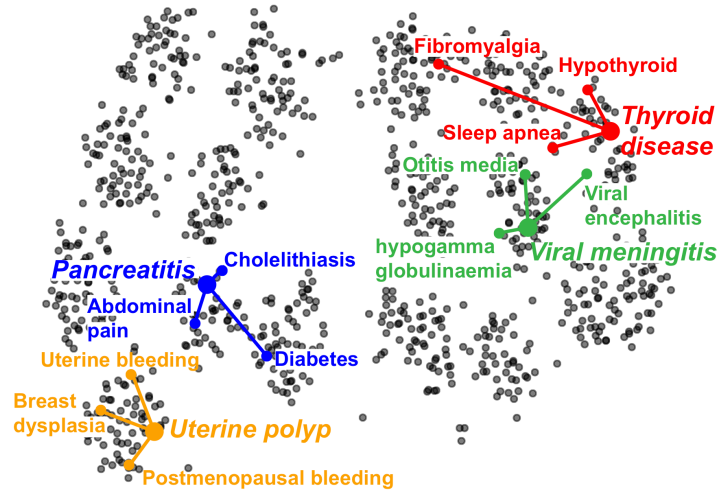 Fibromyalgia
Hypothyroid
Thyroid
disease
Sleep apnea
Otitis media
Viral
encephalitis
hypogamma
globulinaemia
Viral meningitis
Pancreatitis
Cholelithiasis
Abdominal
pain
Diabetes
Uterine bleeding
Breast
dysplasia
Uterine polyp
Postmenopausal bleeding